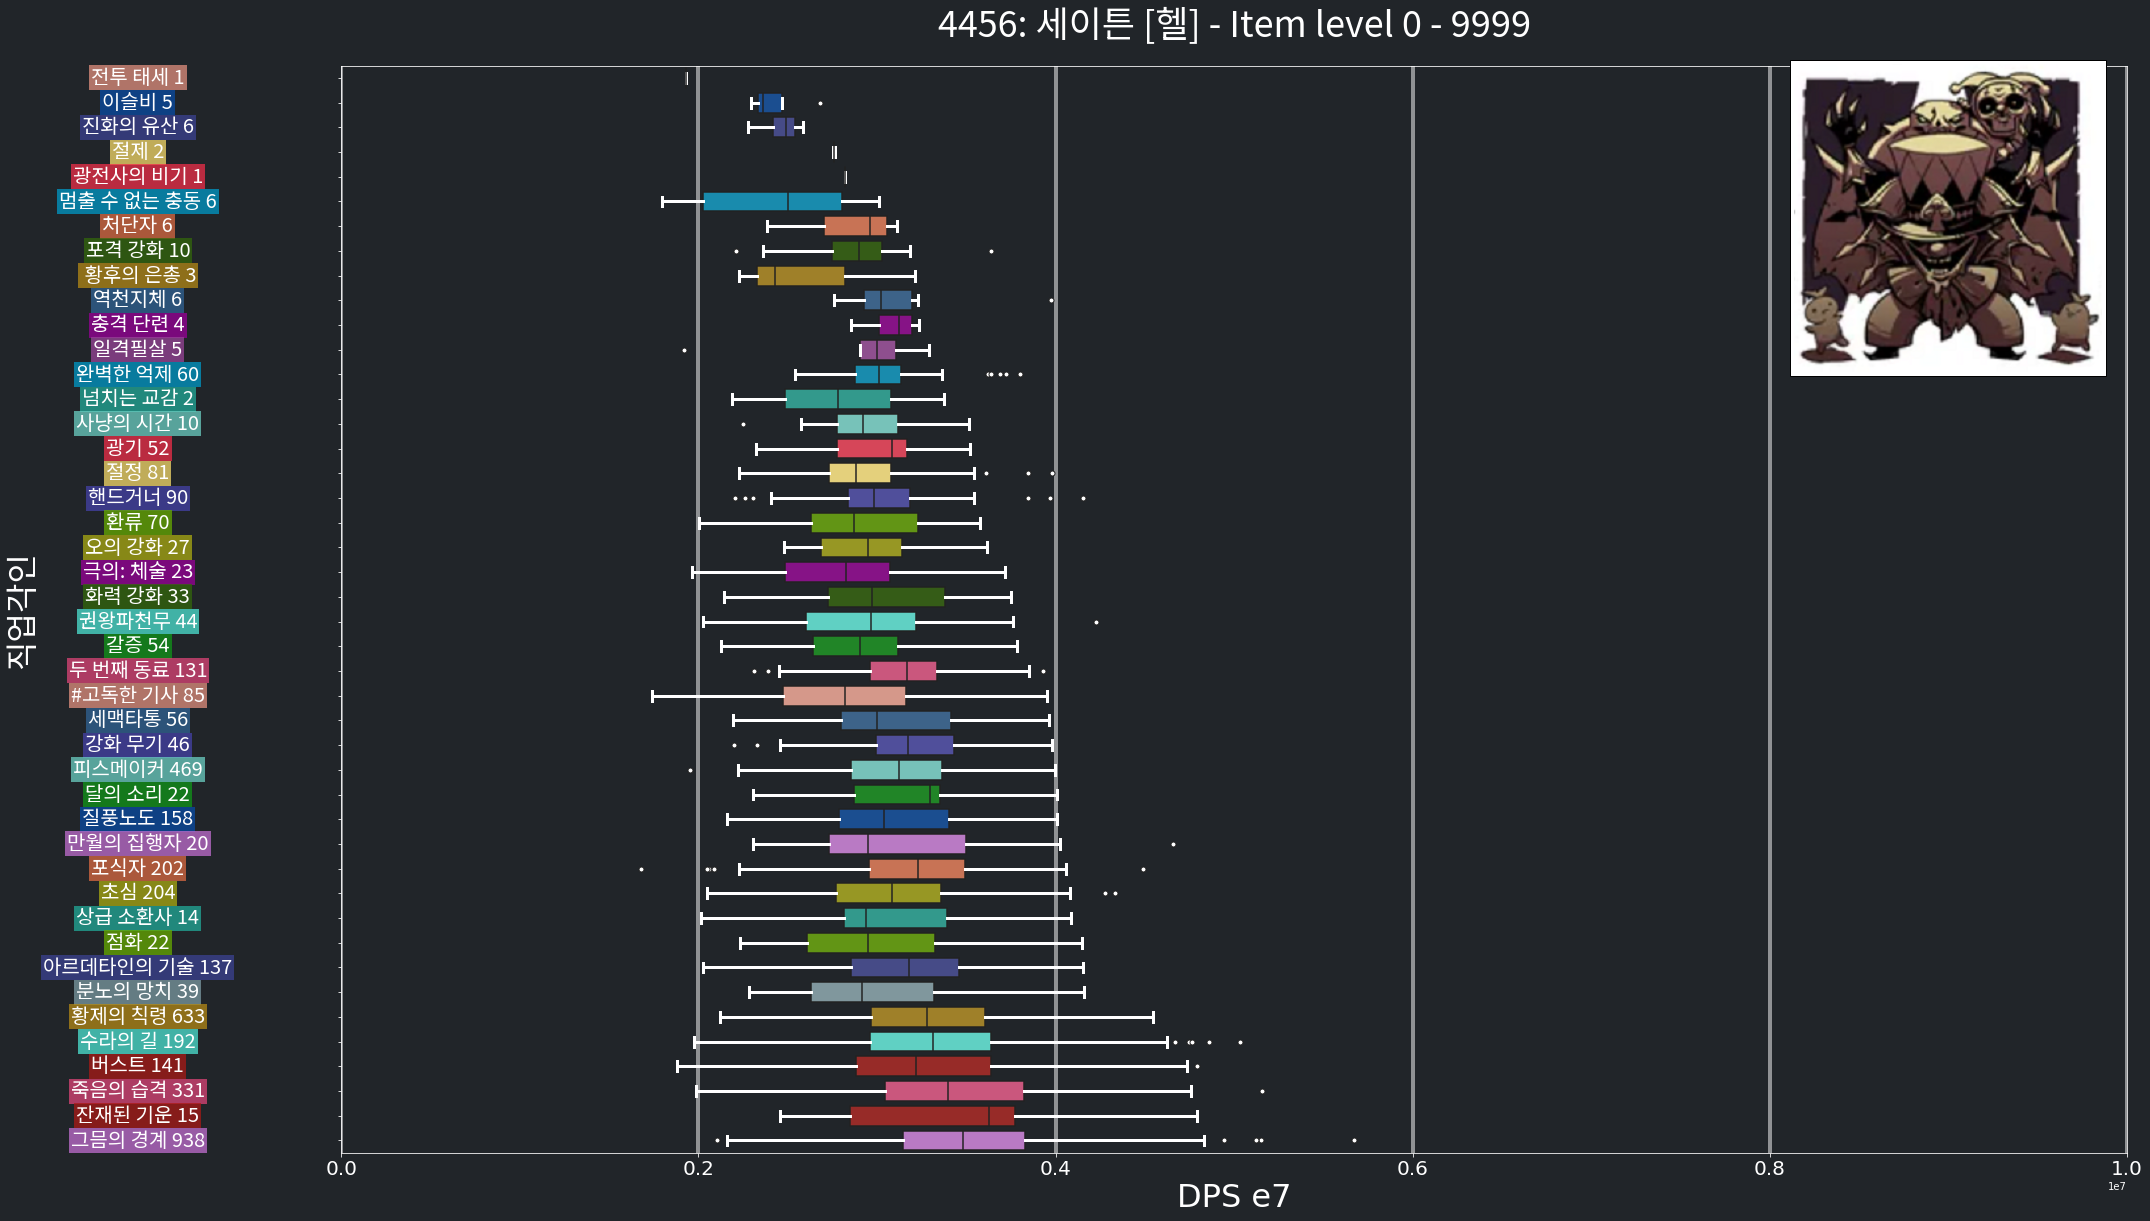 4456: 세이튼 [헬] - Item level 0 - 9999
전투 태세 1
이슬비 5
진화의 유산 6
절제 2
광전사의 비기 1
멈출 수 없는 충동 6
처단자 6
포격 강화 10
황후의 은총 3
역천지체 6
충격 단련 4
일격필살 5
완벽한 억제 60
넘치는 교감 2
사냥의 시간 10
광기 52
절정 81
핸드거너 90
환류 70
오의 강화 27
극의: 체술 23
화력 강화 33
권왕파천무 44
갈증 54
두 번째 동료 131
#고독한 기사 85
세맥타통 56
강화 무기 46
피스메이커 469
달의 소리 22
질풍노도 158
만월의 집행자 20
포식자 202
초심 204
상급 소환사 14
점화 22
아르데타인의 기술 137
분노의 망치 39
황제의 칙령 633
수라의 길 192
버스트 141
죽음의 습격 331
잔재된 기운 15
그믐의 경계 938
직업각인
0.0 0.2 0.4 0.6 0.8 1.0
1e7
DPS e7